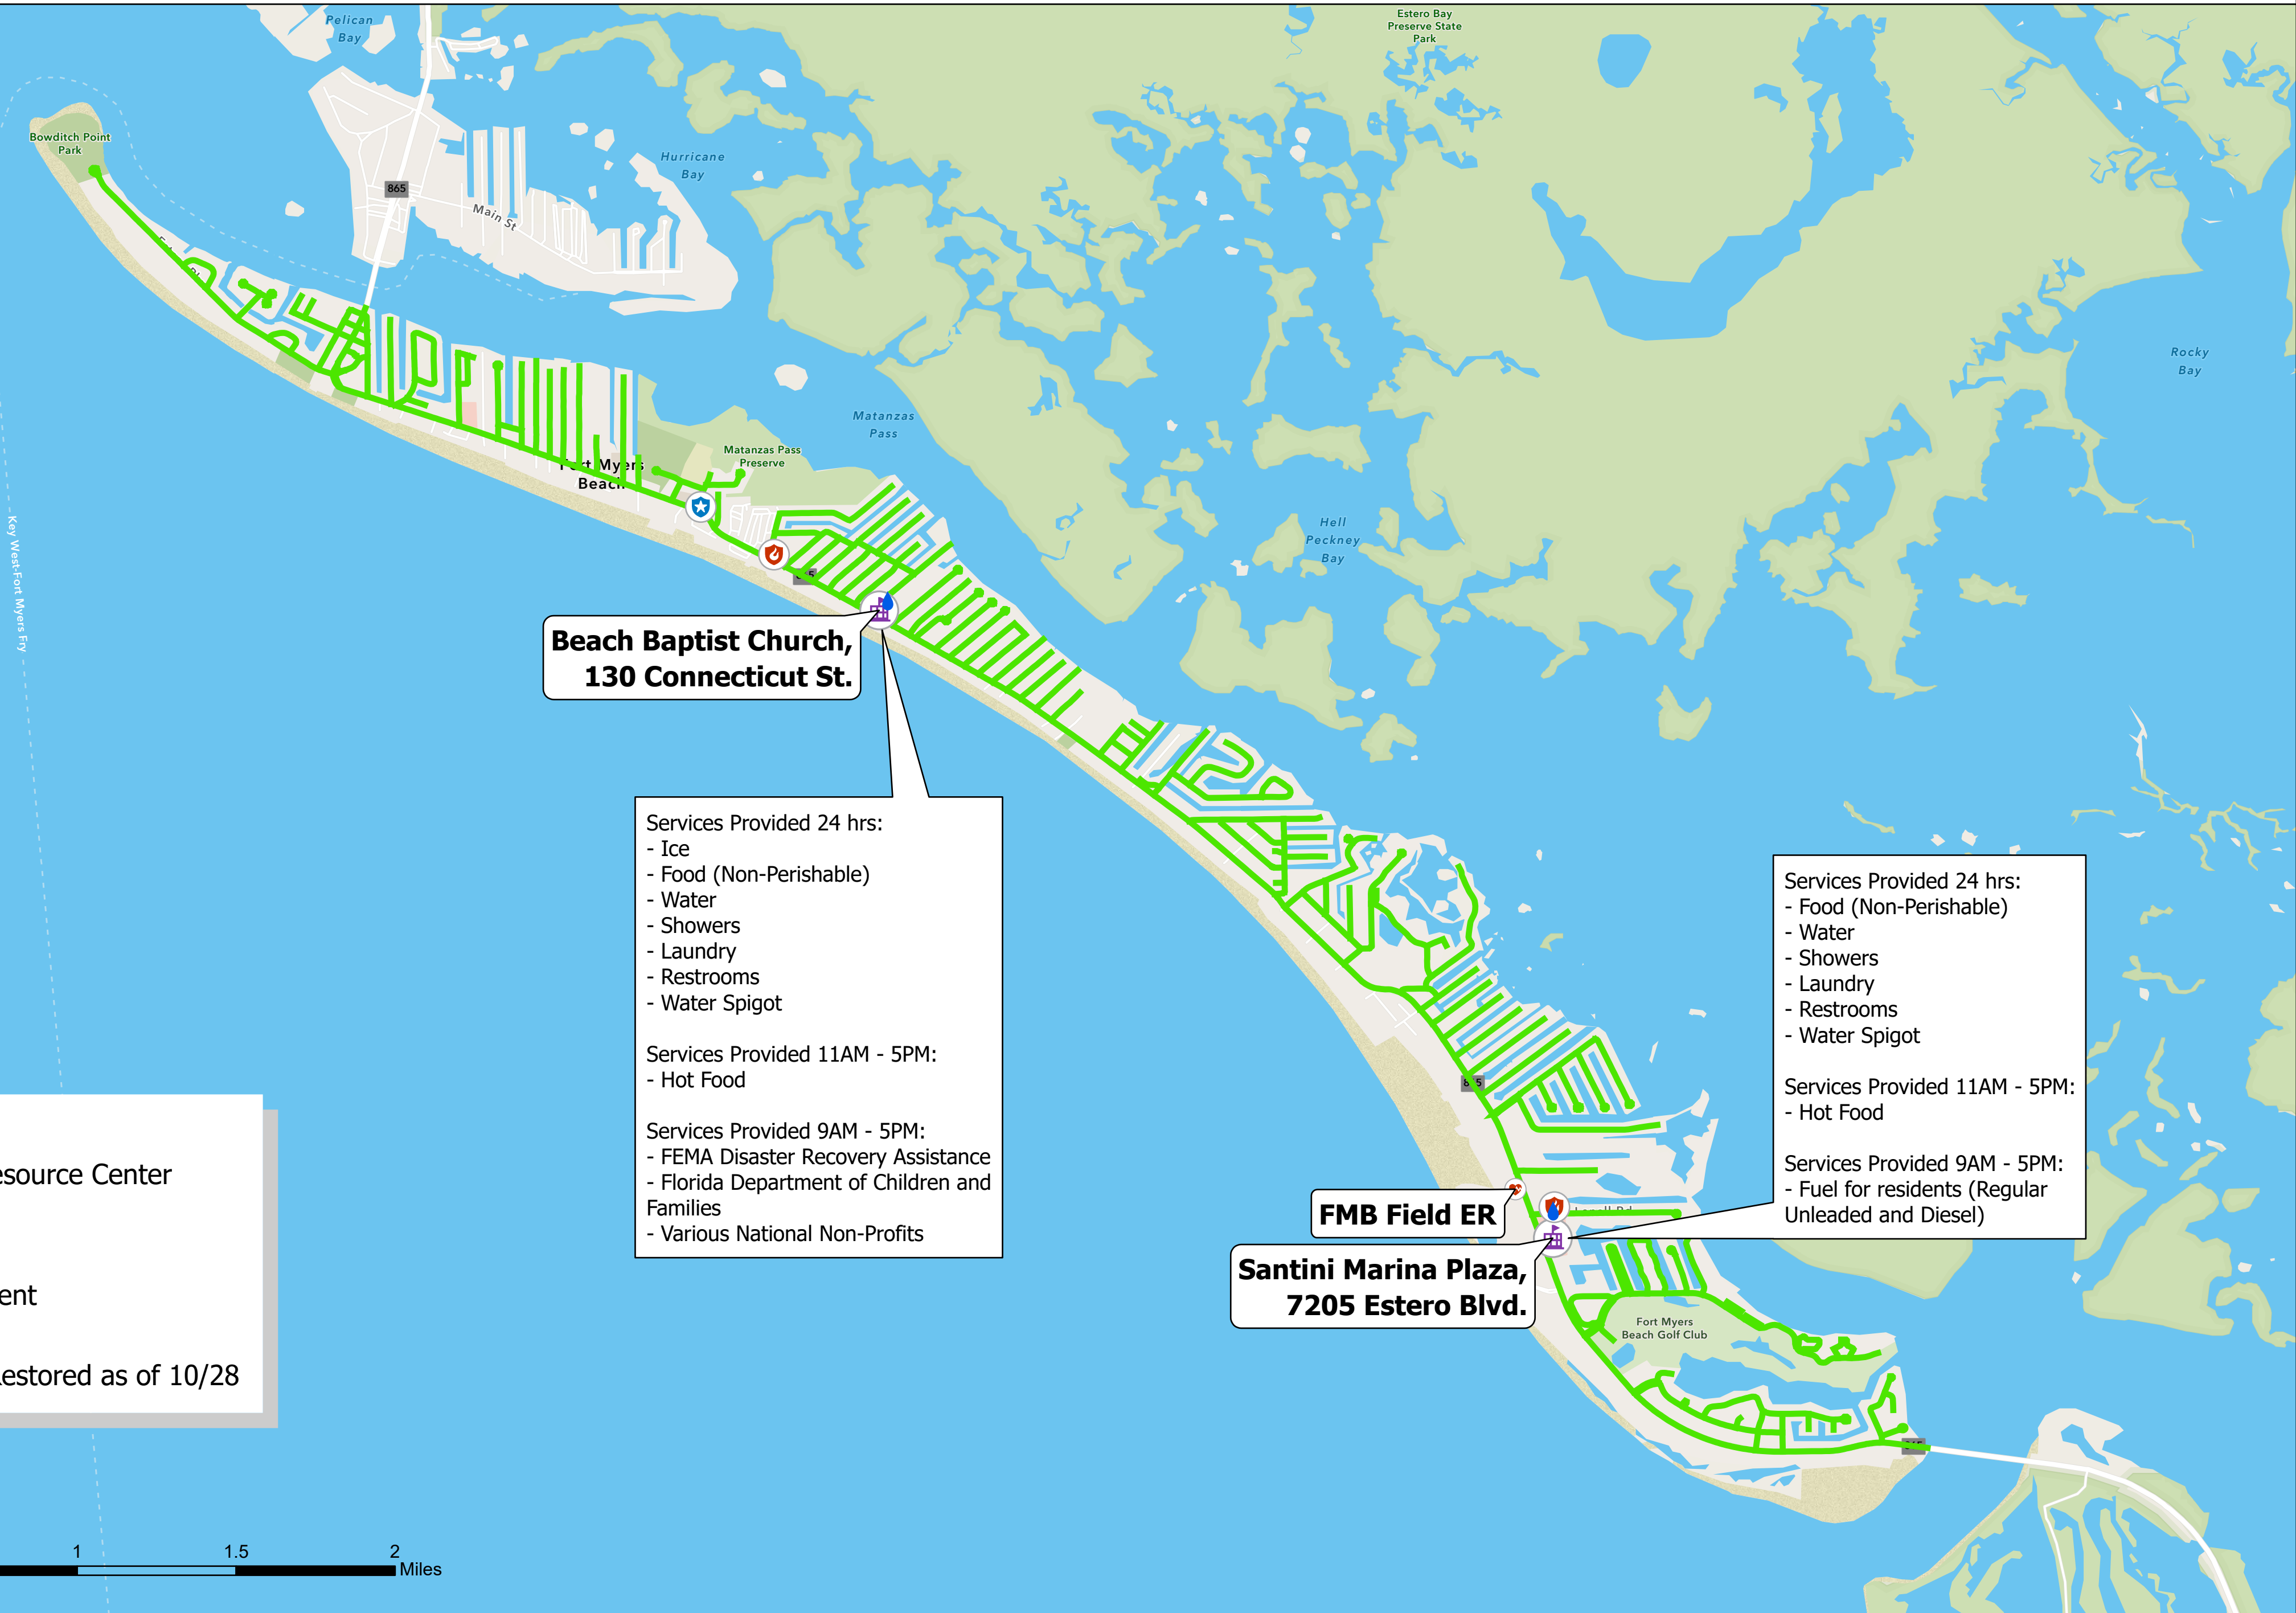 Pelican
Bay
Estero Bay
Preserve State
Park
Bowditch Point
Park
Hurricane
Bay
865
Main St
Rocky
Bay
Matanzas
Pass
Matanzas Pass
Preserve
Fort Myers
Beach
Key West-Fort Myers Fry
Hell
Peckney
Bay
865
Beach Baptist Church,
130 Connecticut St.
Services Provided 24 hrs:
- Ice
- Food (Non-Perishable)
- Water
- Showers
- Laundry
- Restrooms
- Water Spigot
Services Provided 11AM - 5PM:
- Hot Food
Services Provided 9AM - 5PM:
- FEMA Disaster Recovery Assistance
- Florida Department of Children and
Families
- Various National Non-Profits
Services Provided 24 hrs:
- Food (Non-Perishable)
- Water
- Showers
- Laundry
- Restrooms
- Water Spigot
Services Provided 11AM - 5PM:
- Hot Food
Services Provided 9AM - 5PM:
- Fuel for residents (Regular
Unleaded and Diesel)
865
FMB Field ER
Santini Marina Plaza,
7205 Estero Blvd.
Fort Myers
Beach Golf Club
865
esource Center
ent
estored as of 10/28
1
1.5
2
Miles